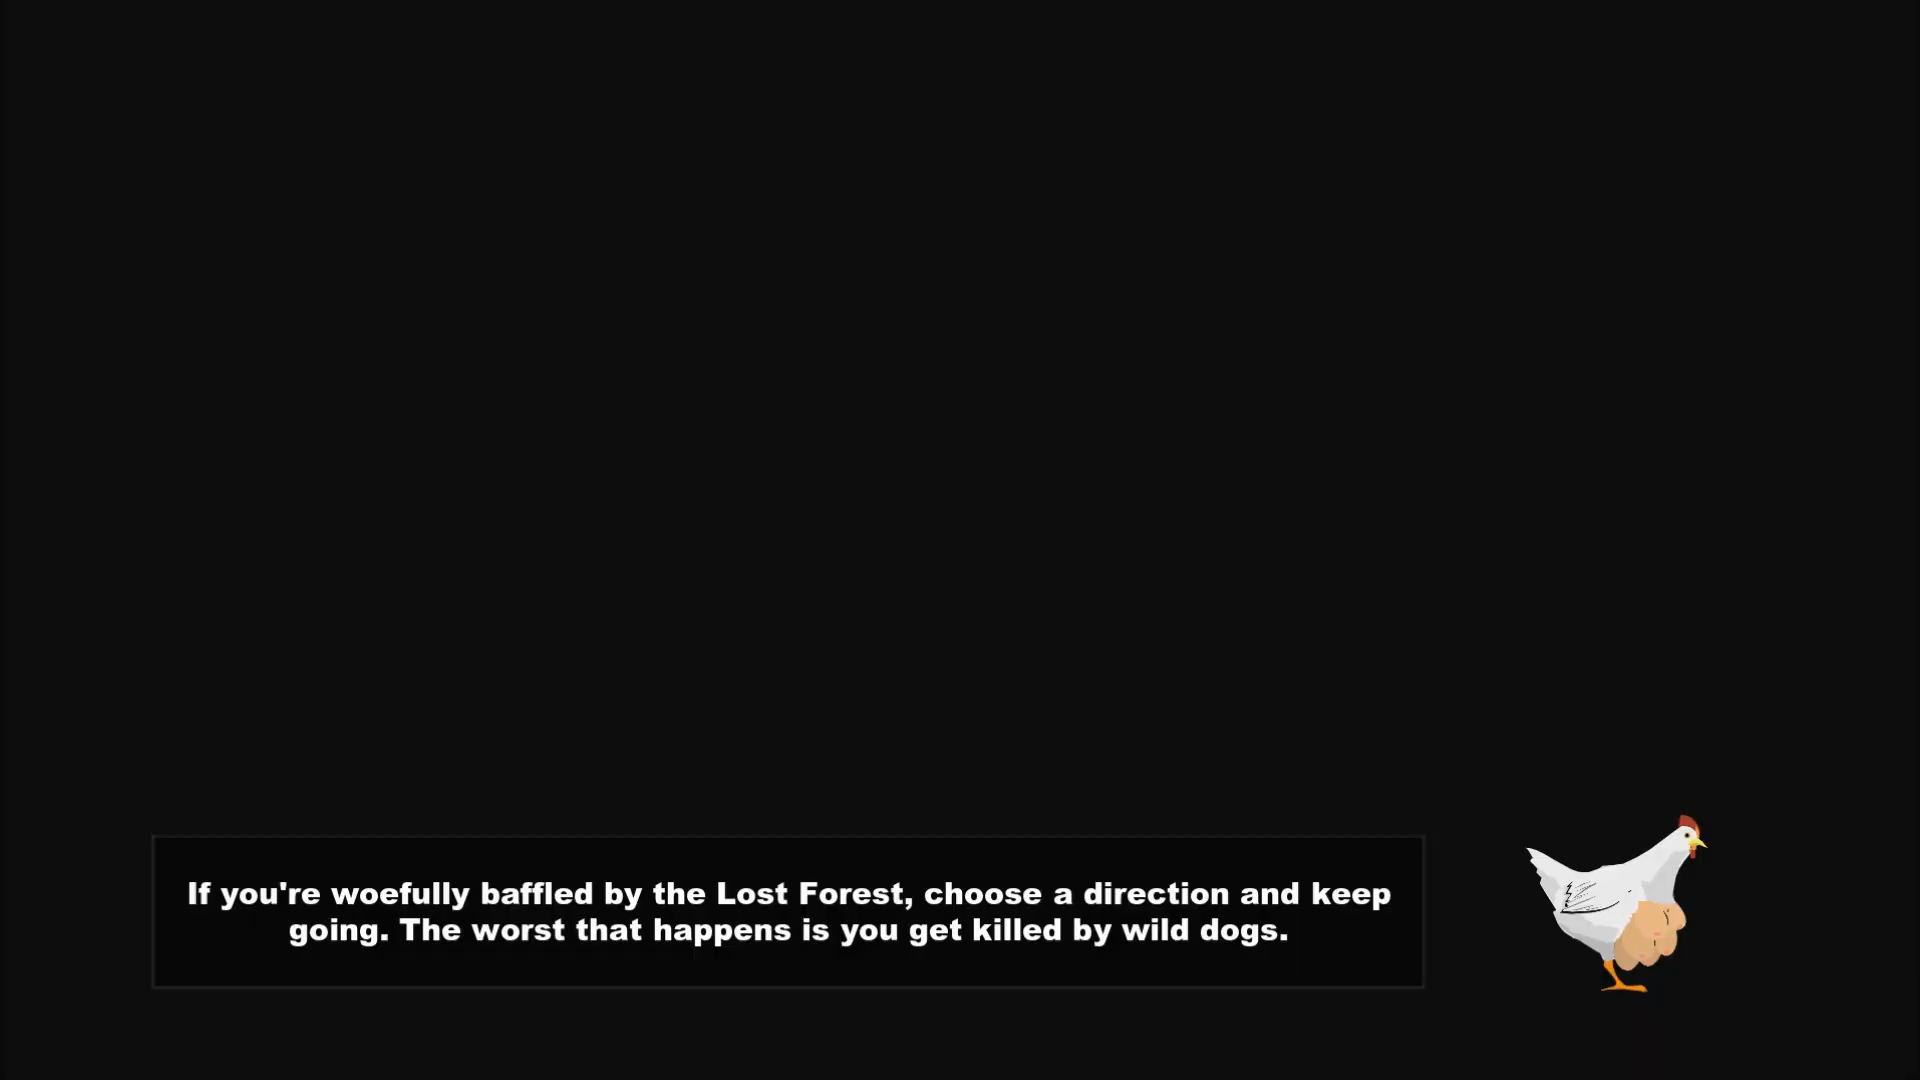 If you're woefully baffled by the Lost Forest, choose a direction and keep
going. The worst that happens is you get killed by wild dogs.